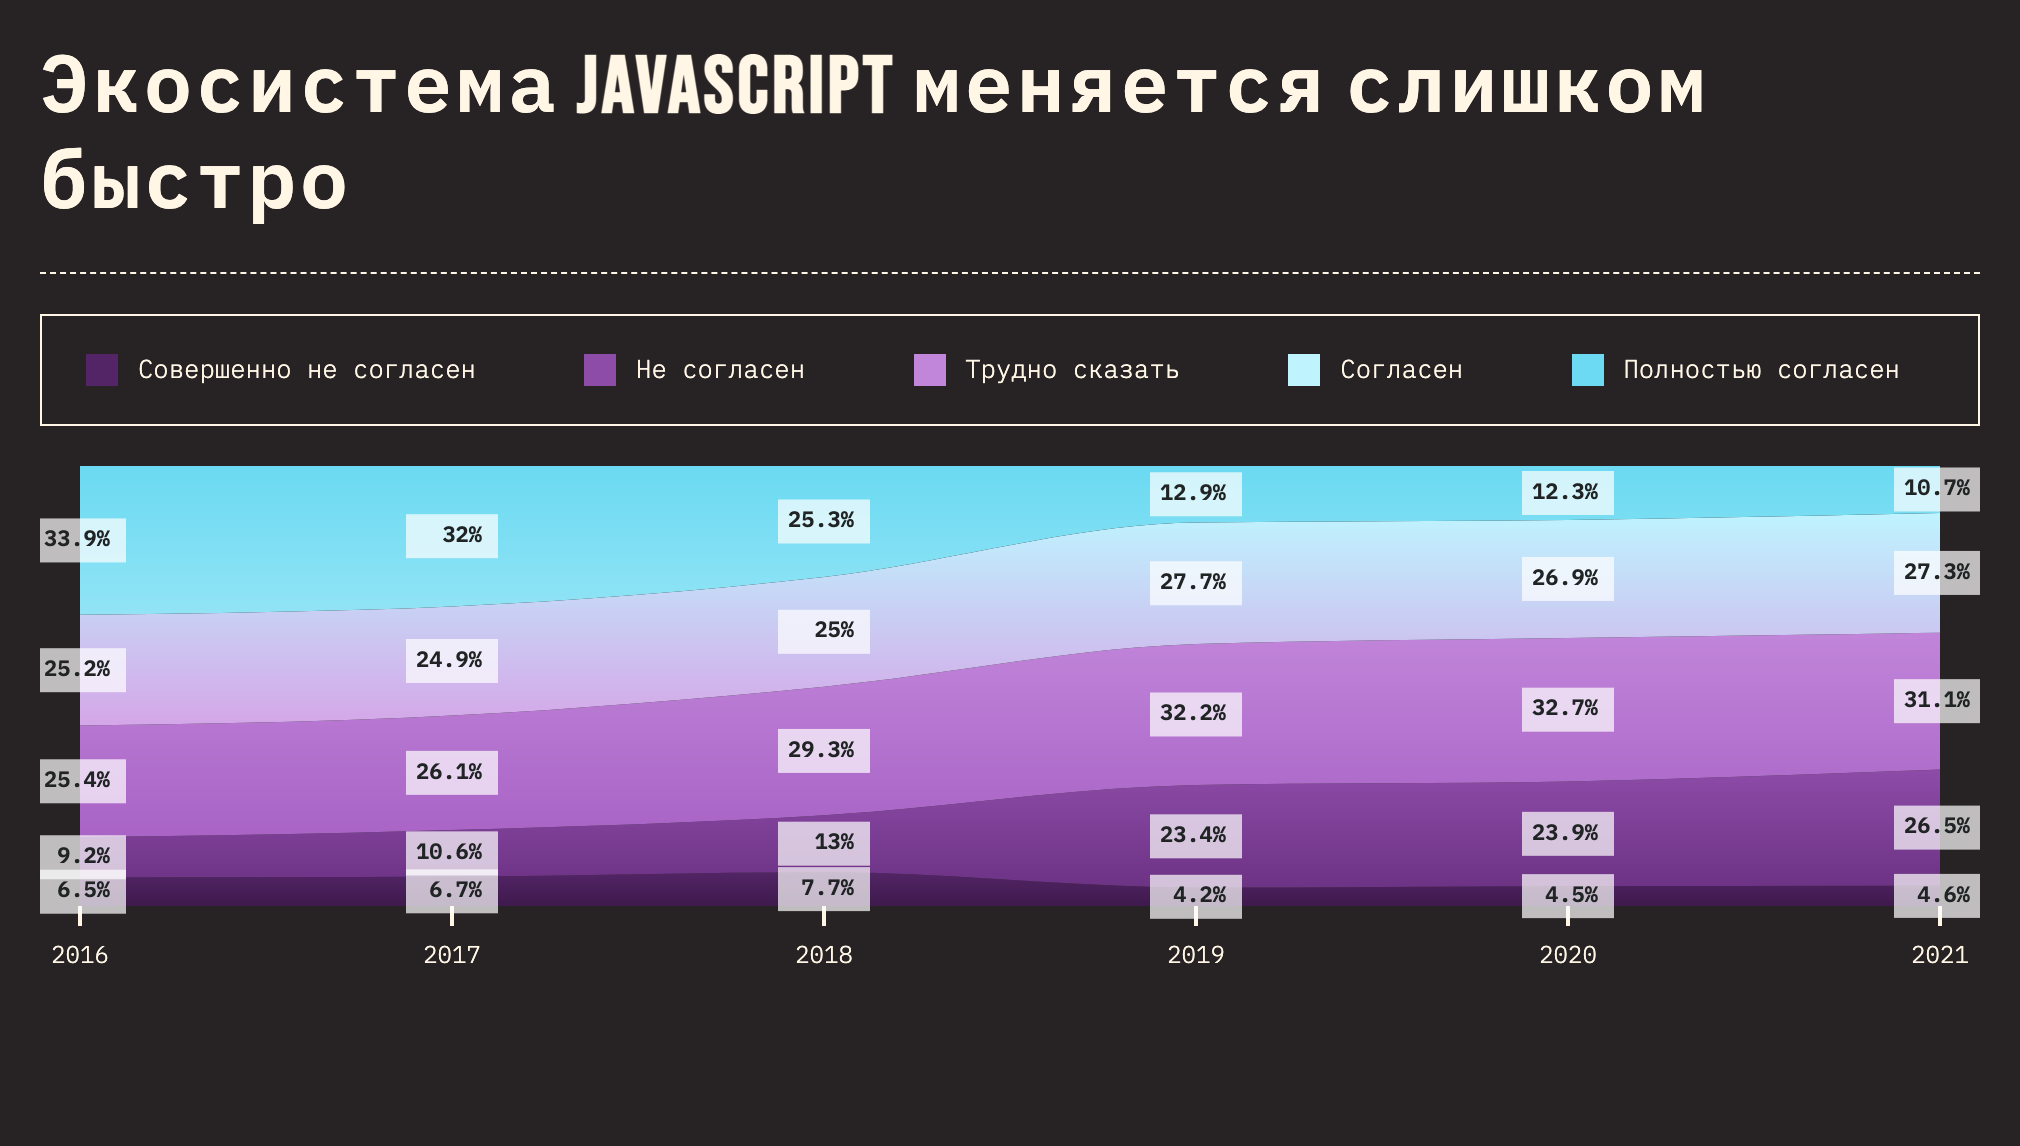 Экосистема JAVASCRIPT меняется слишком
быстро
Совершенно не согласен Не согласен Трудно сказать Согласен Полностью согласен
33.9% 32% 25.3% 12.9% 12.3% 10.7%
25.2% 24.9% 25% 27.7% 26.9% 27.3%
25.4% 26.1% 29.3% 32.2% 32.7% 31.1%
9.2% 10.6% 13% 23.4% 23.9% 26.5%
6.5% 6.7% 7.7% 4.2% 4.5% 4.6%
2016 2017 2018 2019 2020 2021